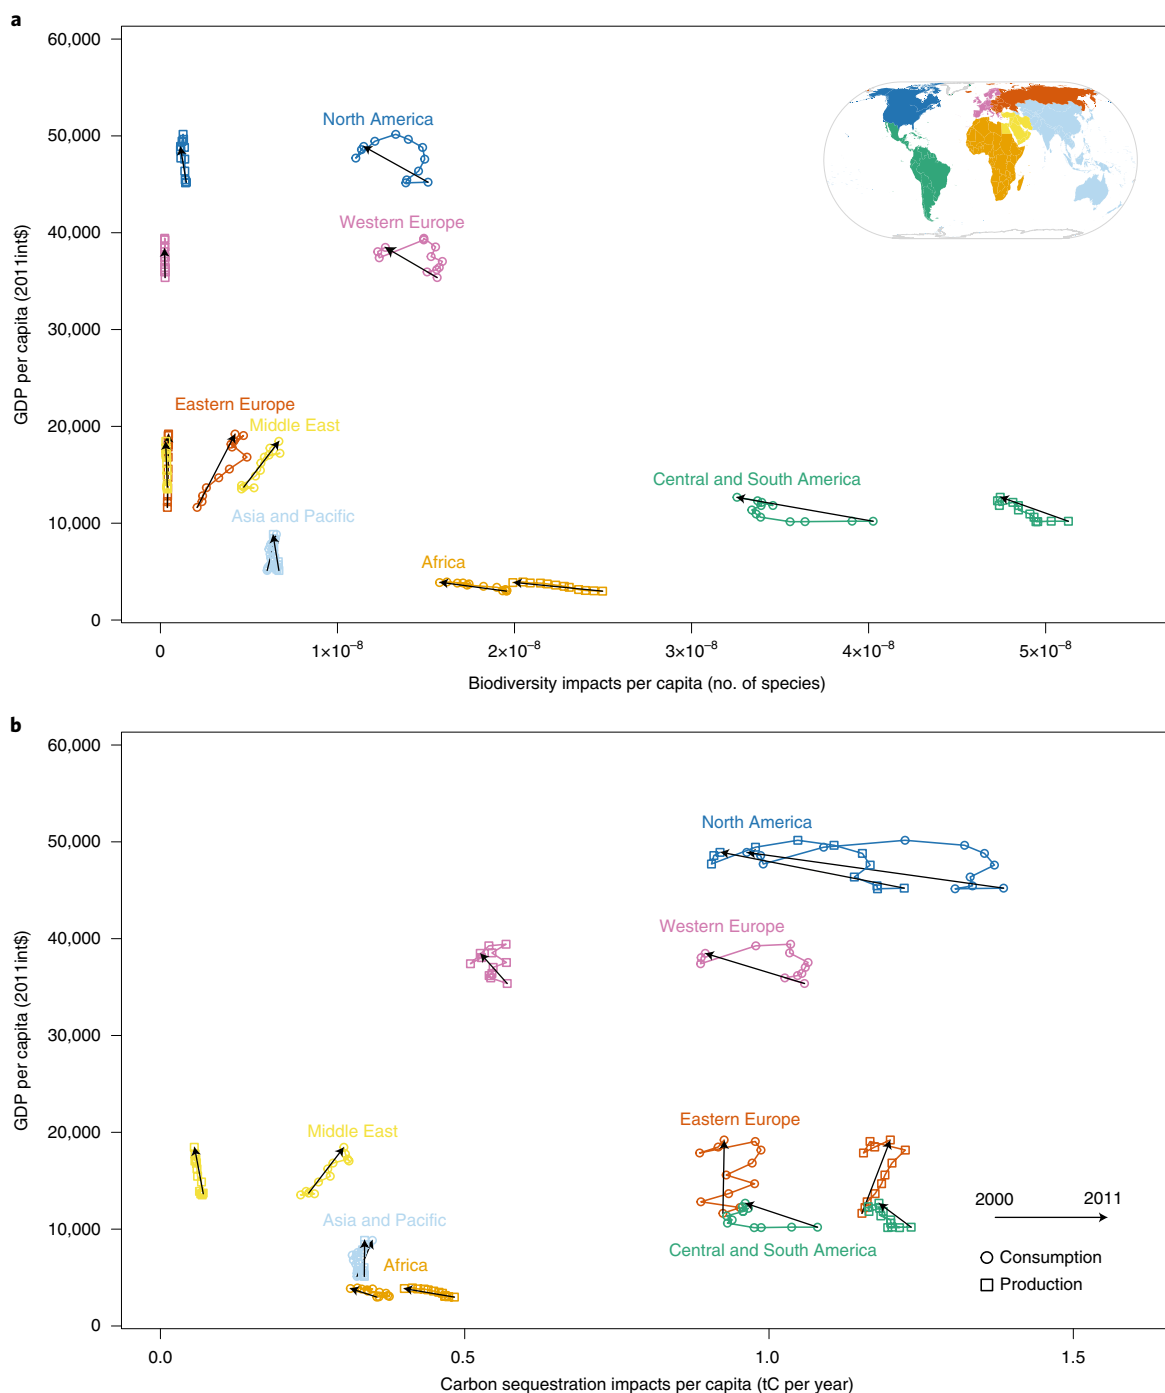 a
60,000
50,000
40,000
30,000
20,000
10,000
0
GDP per capita (2011int$)
North America
Western Europe
Eastern Europe
Middle East
Asia and Pacific
Africa
Central and South America
0
1×10⁻⁸
2×10⁻⁸
3×10⁻⁸
4×10⁻⁸
5×10⁻⁸
Biodiversity impacts per capita (no. of species)
b
60,000
50,000
40,000
30,000
20,000
10,000
0
GDP per capita (2011int$)
North America
Western Europe
Eastern Europe
Middle East
Asia and Pacific
Africa
Central and South America
2000
2011
Consumption
Production
0.0
0.5
1.0
1.5
Carbon sequestration impacts per capita (tC per year)